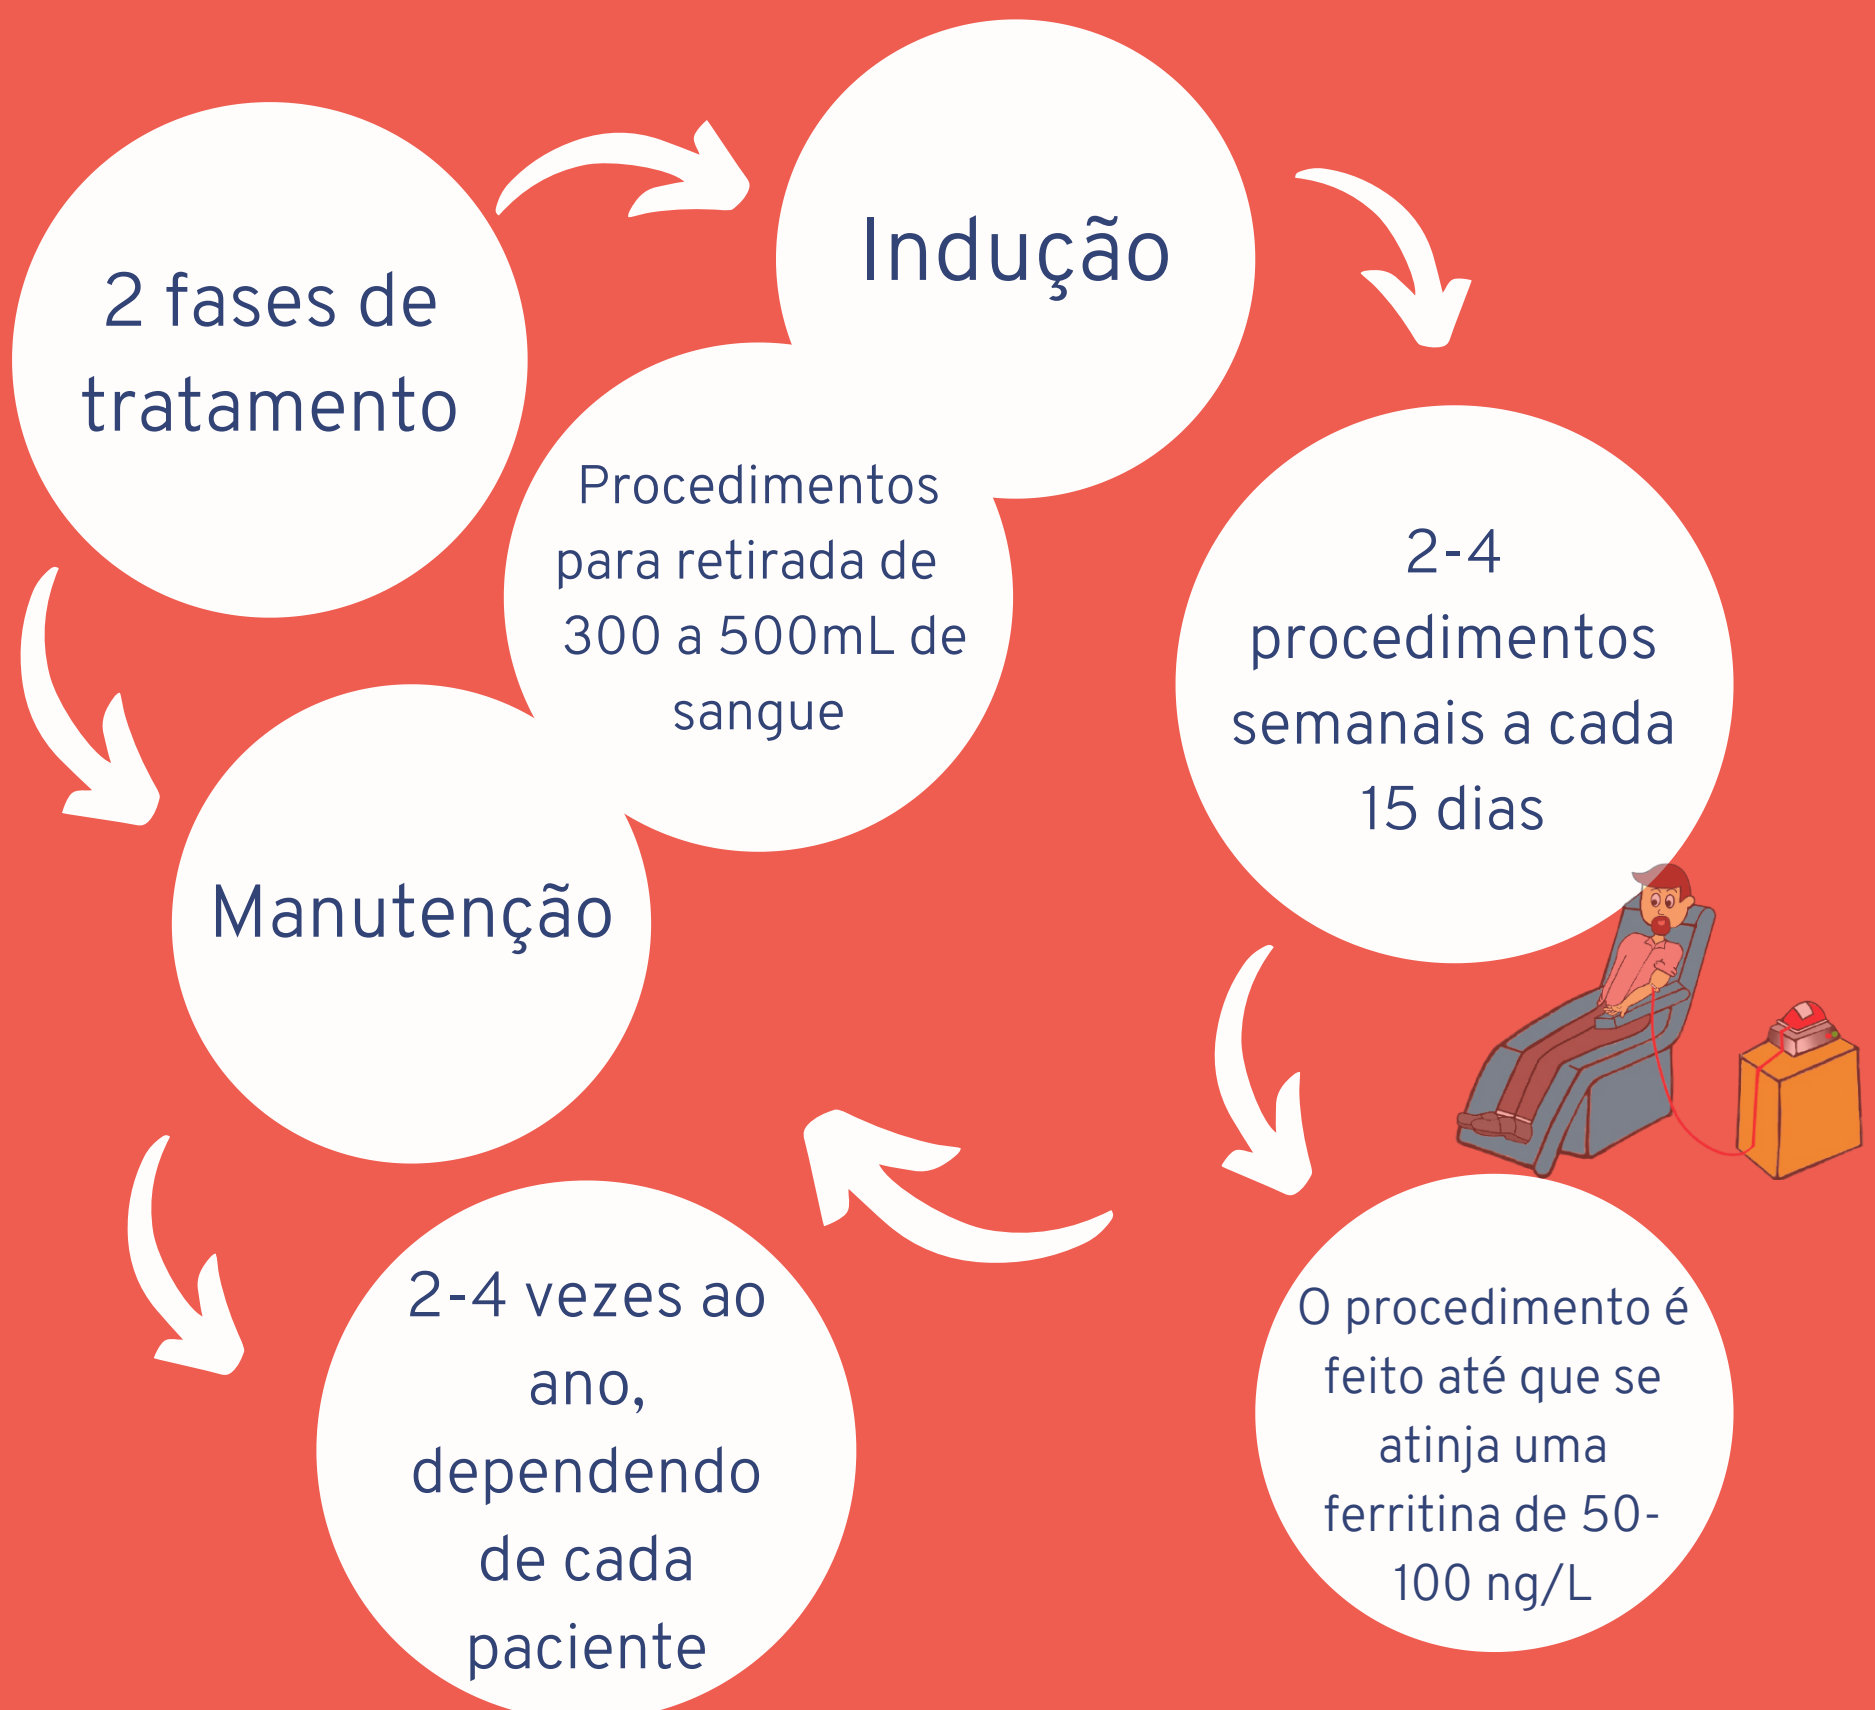 2 fases de
tratamento
Indução
Procedimentos
para retirada de
300 a 500mL de
sangue
2-4
procedimentos
semanais a cada
15 dias
Manutenção
O procedimento é
feito até que se
atinja uma
ferritina de 50-
100 ng/L
2-4 vezes ao
ano,
dependendo
de cada
paciente